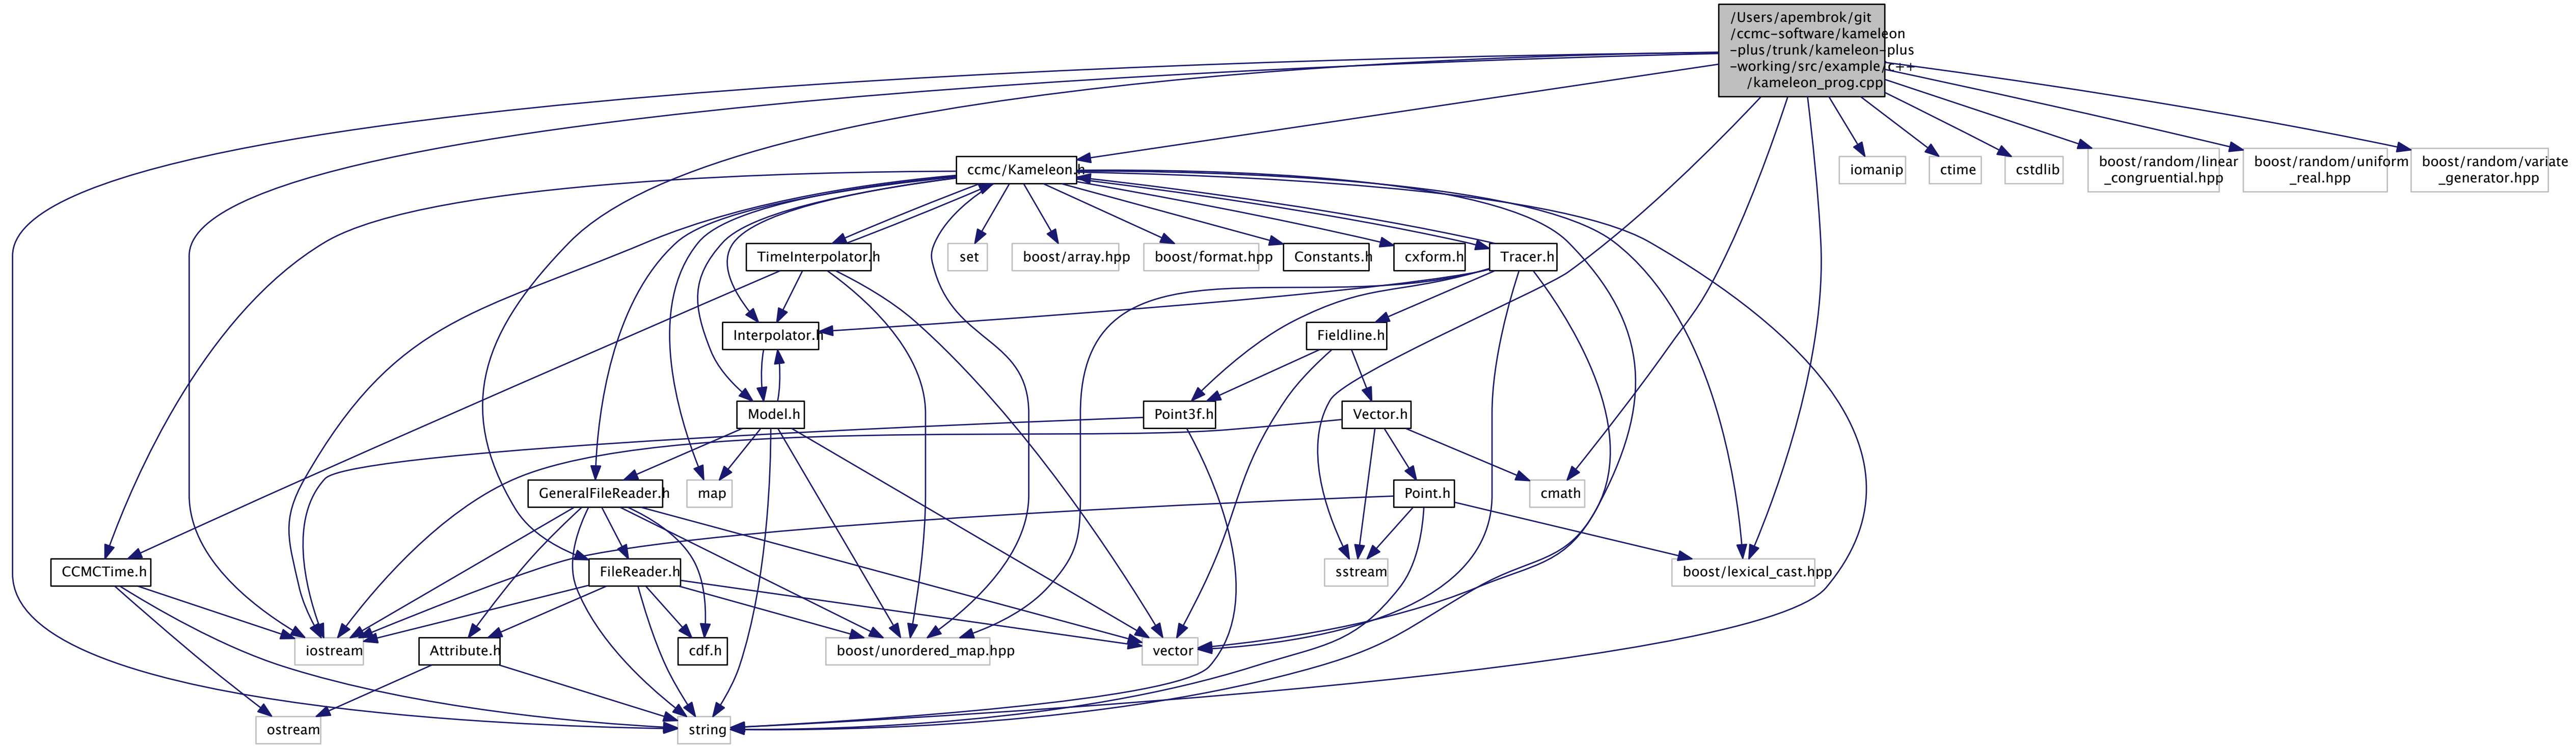 /Users/apembrok/git
/ccmc-software/kameleon
-plus/trunk/kameleon-plus
-working/src/example/c++
/kameleon_prog.cpp
ccmc/Kameleon.h
iomanip
ctime
cstdlib
boost/random/linear
_congruential.hpp
boost/random/uniform
_real.hpp
boost/random/variate
_generator.hpp
TimeInterpolator.h
set
boost/array.hpp
boost/format.hpp
Constants.h
cxform.h
Tracer.h
Interpolator.h
Fieldline.h
Model.h
Point3f.h
Vector.h
GeneralFileReader.h
map
Point.h
cmath
CCMCTime.h
FileReader.h
sstream
boost/lexical_cast.hpp
iostream
Attribute.h
cdf.h
boost/unordered_map.hpp
vector
ostream
string